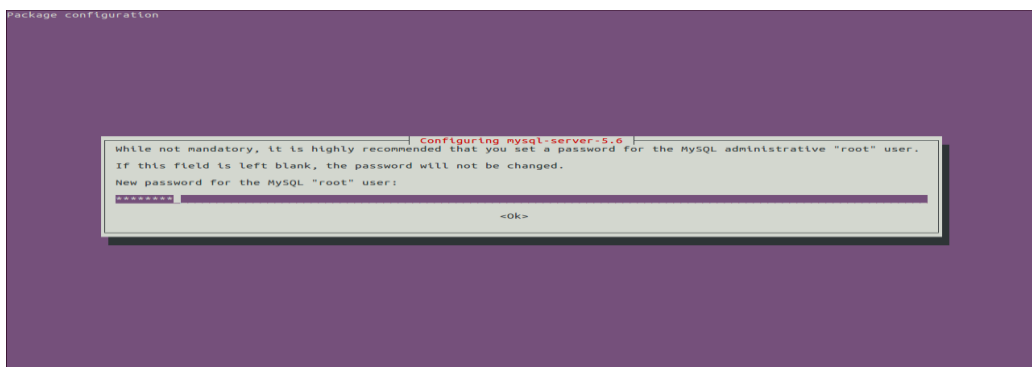 Package configuration
Configuring mysql-server-5.6
While not mandatory, it is highly recommended that you set a password for the MySQL administrative "root" user.
If this field is left blank, the password will not be changed.
New password for the MySQL "root" user:
********_
<Ok>